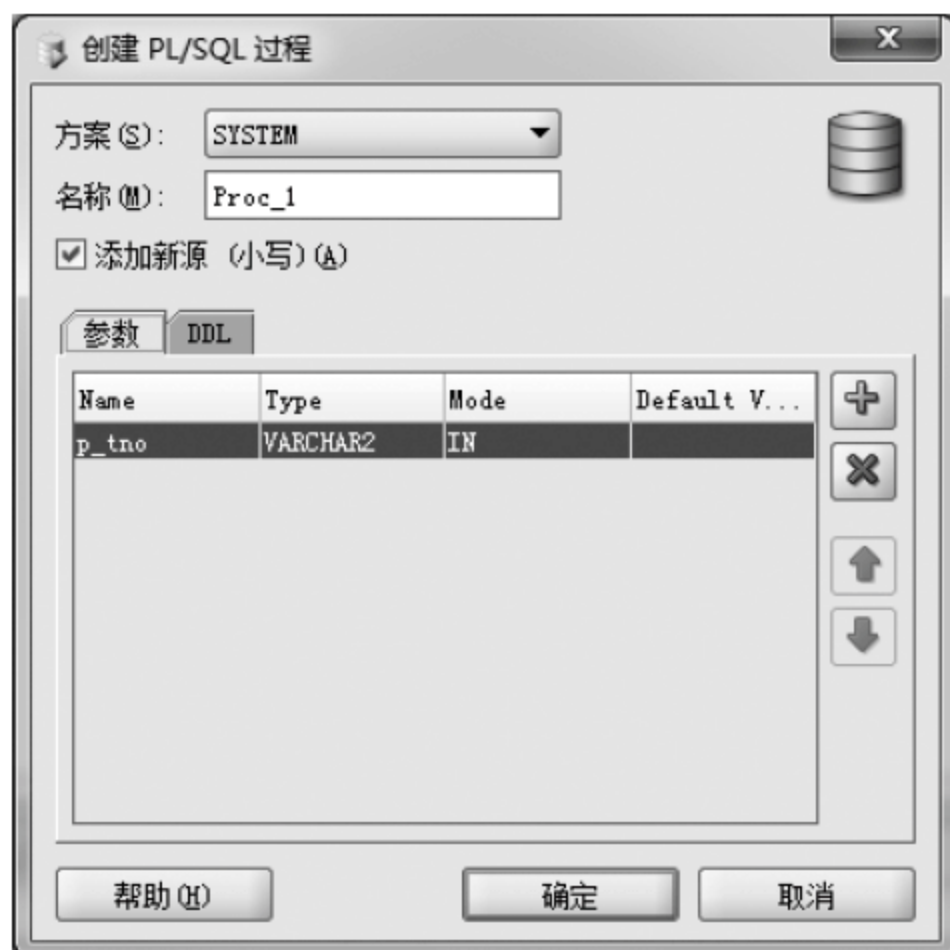 创建 PL/SQL 过程
方案(S): SYSTEM
名称(M): Proc_1
添加新源 (小写)(A)
参数 DDL
Name Type Mode Default V...
p_tno VARCHAR2 IN
帮助(H) 确定 取消